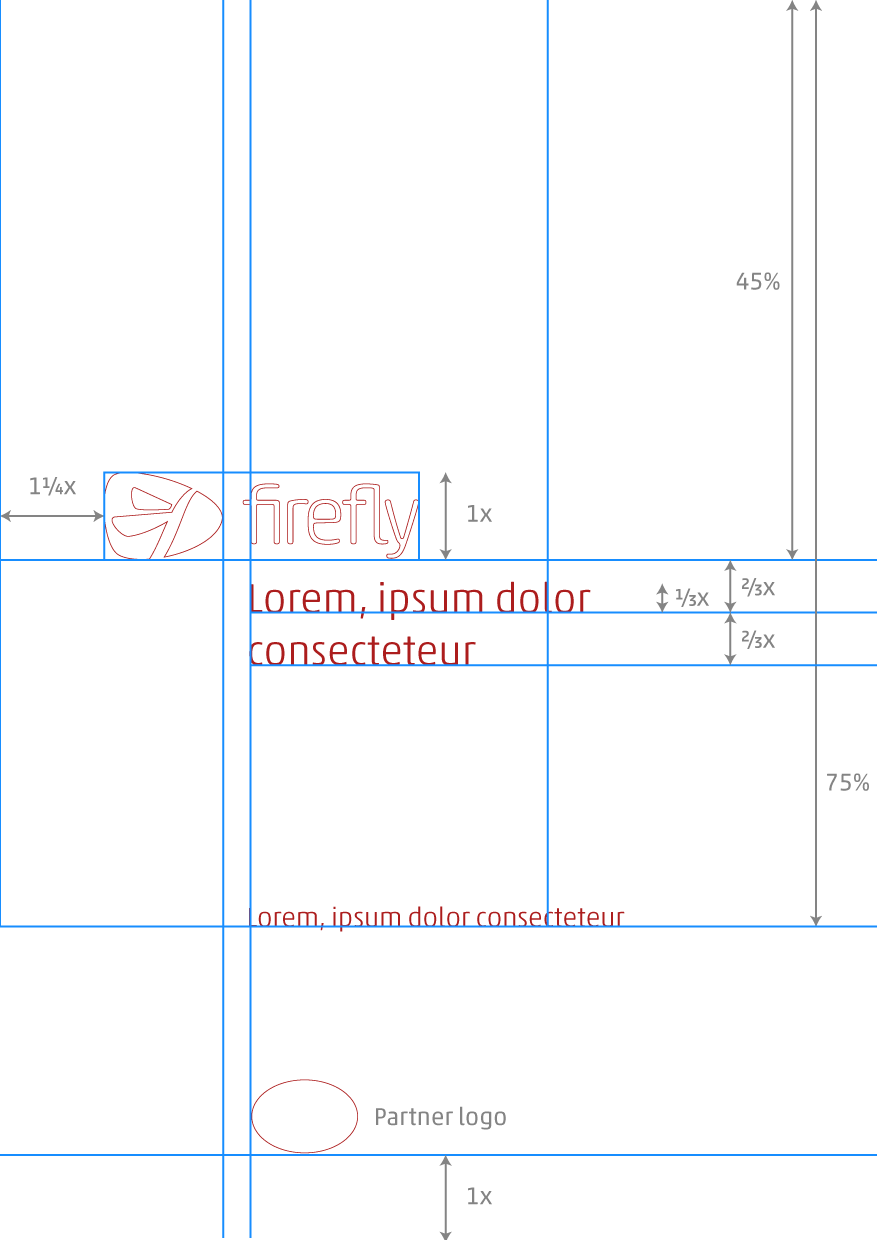 45%
1¼x
firefly
1x
Lorem, ipsum dolor
⅓x
⅔x
consecteteur
⅔x
75%
Lorem, ipsum dolor consecteteur
Partner logo
1x